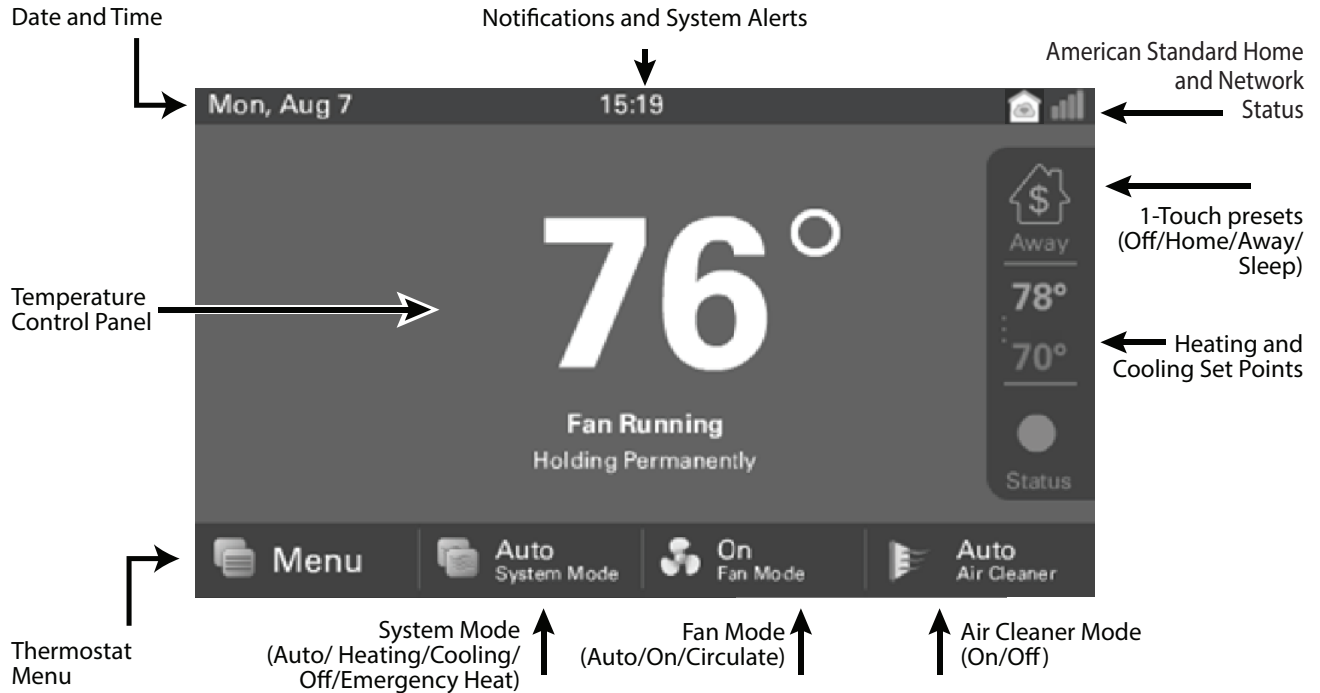 Date and Time
Notifications and System Alerts
American Standard Home
and Network
Status
Mon, Aug 7
15:19
$
Away
1-Touch presets
(Off/Home/Away/
Sleep)
76°
78°
70°
Temperature
Control Panel
Heating and
Cooling Set Points
Fan Running
Holding Permanently
Status
Menu
Auto
System Mode
On
Fan Mode
Auto
Air Cleaner
Thermostat
Menu
System Mode
(Auto/ Heating/Cooling/
Off/Emergency Heat)
Fan Mode
(Auto/On/Circulate)
Air Cleaner Mode
(On/Off)